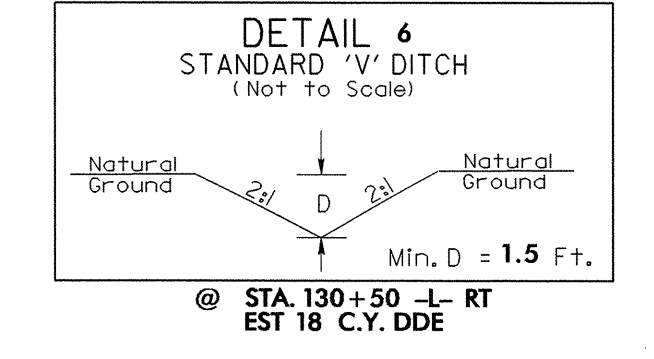 DETAIL 6
STANDARD 'V' DITCH
(Not to Scale)
Natural
Ground
2:1
D
2:1
Natural
Ground
Min. D = 1.5 Ft.
@ STA. 130+50 -L- RT
EST 18 C.Y. DDE